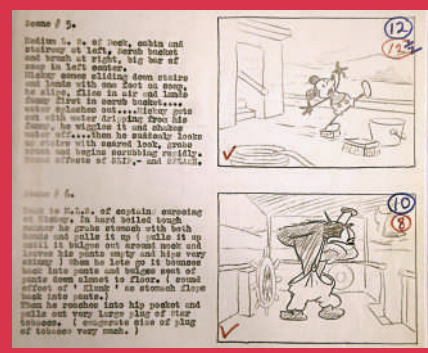 Scene # 5.
Medium L. S. of Deck, cabin and
stairway at left, Scrub bucket
and brush at right, big bar of
soap in left center.
Mickey comes sliding down stairs
and lands with one foot on soap,
he slips, flies in air and lands
fanny first in scrub bucket....
splashes out....Mickey gets
out with water dripping from his
fanny, he wiggles it and shakes
off....then he suddenly looks
up stairs with scared look, grabs
brush and begins scrubbing rapidly.
Sound effects of SLIP,- and SPLASH.
12
Scene # 6.
Back to M.L.S. of captain cursing
at Mickey. In hard boiled tough
manner he grabs stomach with both
hands and pulls it up ( pulls it up
until it bulges out around neck and
leaves his pants empty and hips very
skinny ) When he lets go it bounces
back into pants and bulges seat of
pants down almost to floor. ( sound
effect of ' Klunk ' as stomach flops
back into pants.)
Then he reaches into hip pocket and
pulls out very large plug of star
tobacco. ( exagerate size of plug
of tobacco very much. )
10
8